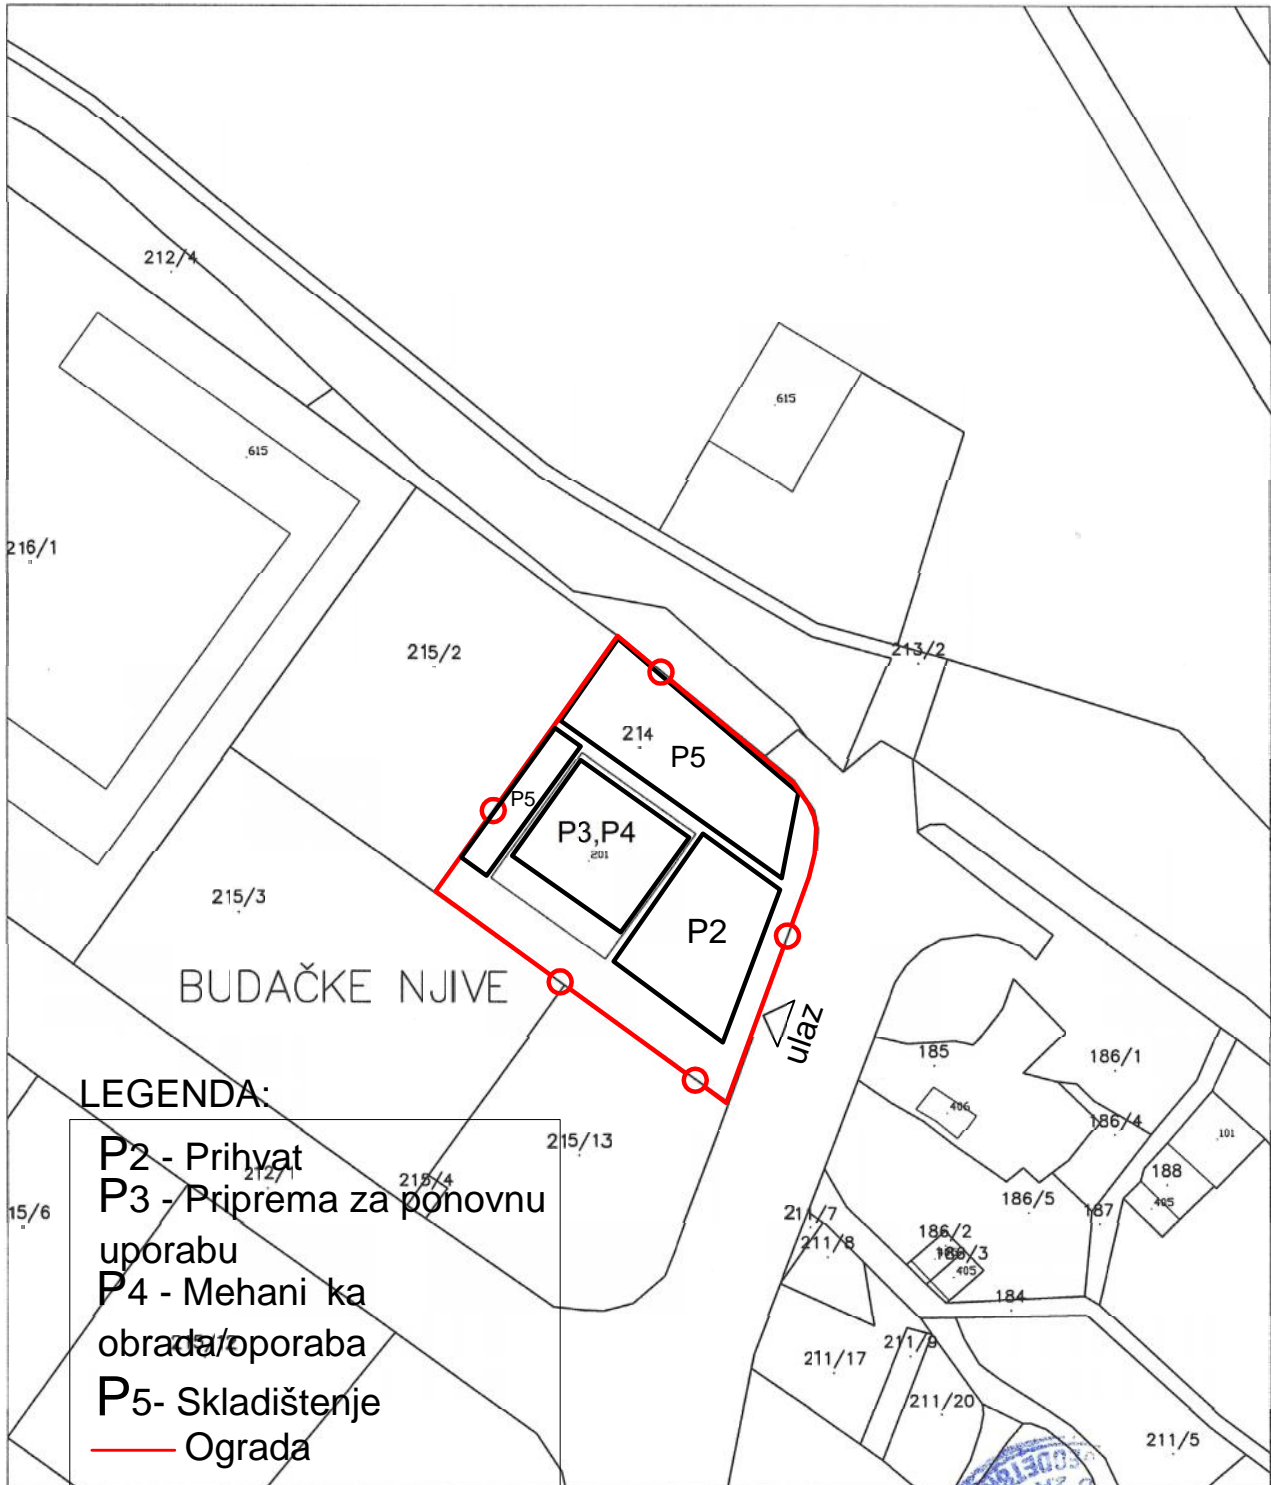 212/4
615
615
216/1
215/2
213/2
214
P5
P5
P3,P4
201
215/3
P2
BUDAČKE NJIVE
ulaz
185
186/1
406
186/4
101
LEGENDA:
P2 - Prihvat
215/13
188
212/1
215/4
P3 - Priprema za ponovnu
186/5
405
187
15/6
211/7
uporabu
211/8
186/2
186/3
405
P4 - Mehani ka
184
obrada/oporaba
215/12
211/9
211/17
P5- Skladištenje
211/20
Ograda
211/5